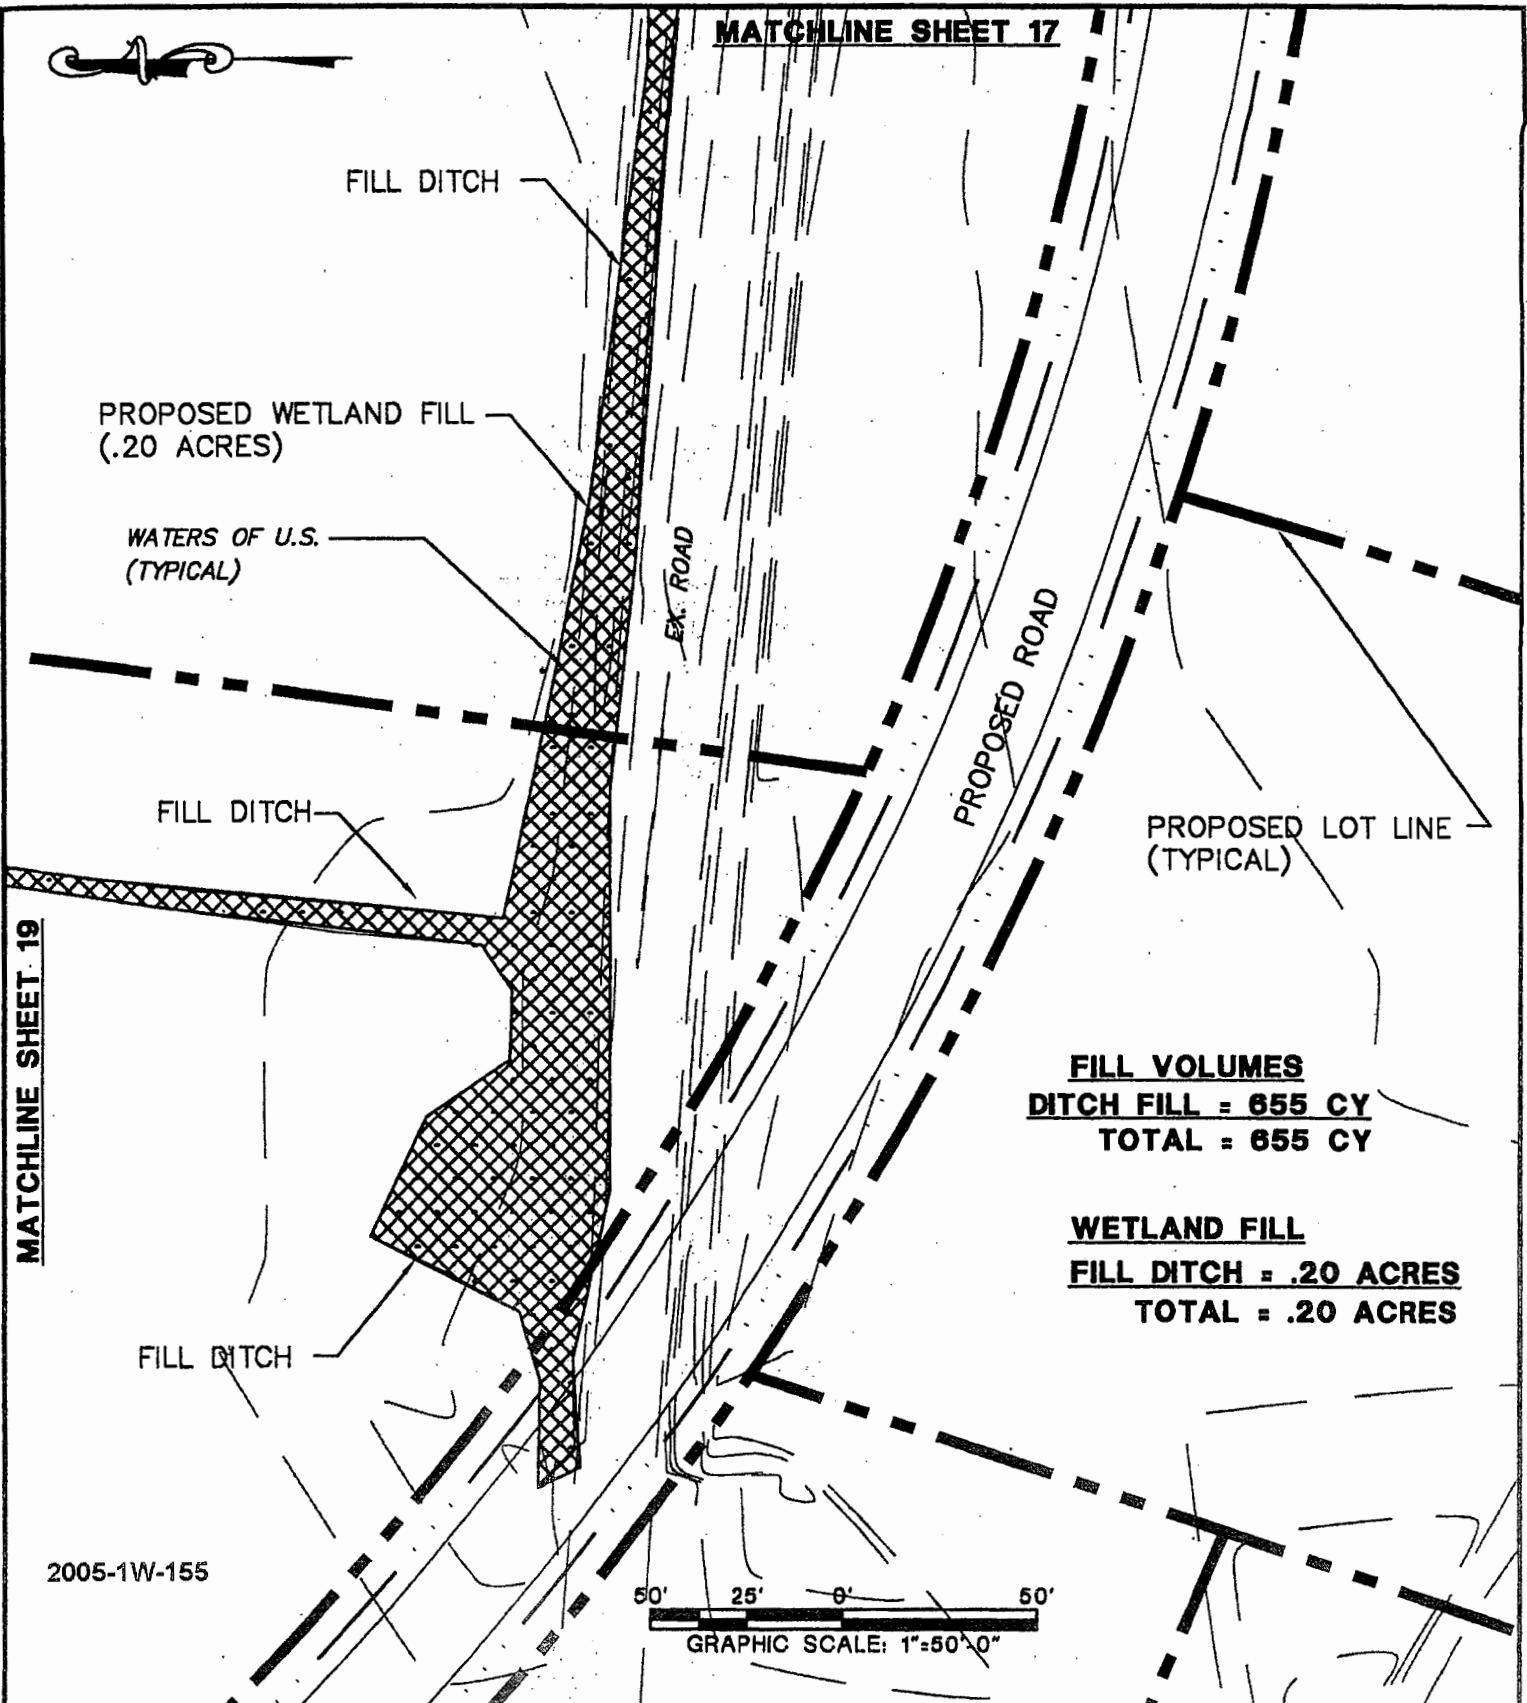 MATCHLINE SHEET 17
FILL DITCH
PROPOSED WETLAND FILL
(.20 ACRES)
WATERS OF U.S.
(TYPICAL)
EX. ROAD
PROPOSED ROAD
FILL DITCH
PROPOSED LOT LINE
(TYPICAL)
MATCHLINE SHEET 19
FILL VOLUMES
DITCH FILL = 655 CY
TOTAL = 655 CY
WETLAND FILL
FILL DITCH = .20 ACRES
TOTAL = .20 ACRES
FILL DITCH
2005-1W-155
50' 25' 0' 50'
GRAPHIC SCALE: 1"=50'-0"